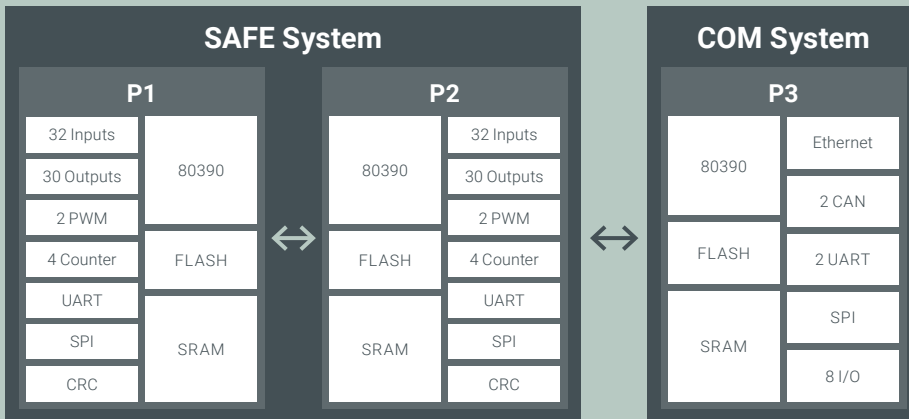 SAFE System
P1
32 Inputs
30 Outputs
2 PWM
4 Counter
UART
SPI
CRC
80390
FLASH
SRAM
P2
80390
FLASH
SRAM
32 Inputs
30 Outputs
2 PWM
4 Counter
UART
SPI
CRC
COM System
P3
80390
FLASH
SRAM
Ethernet
2 CAN
2 UART
SPI
8 I/O